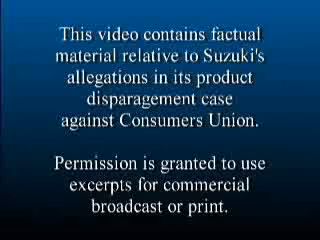 This video contains factual
material relative to Suzuki's
allegations in its product
disparagement case
against Consumers Union.
Permission is granted to use
excerpts for commercial
broadcast or print.